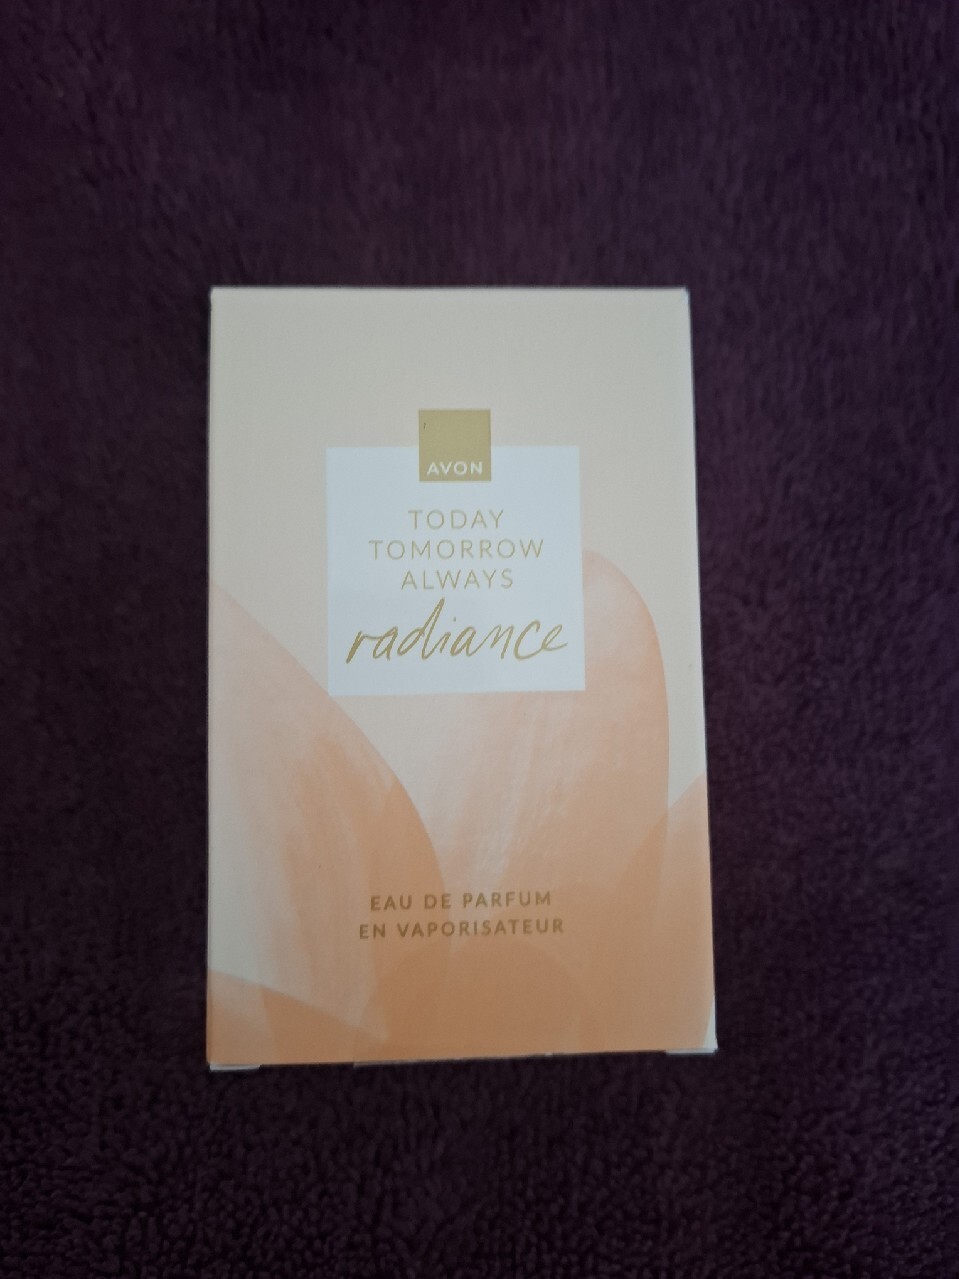 AVON
TODAY
TOMORROW
ALWAYS
radiance
EAU DE PARFUM
EN VAPORISATEUR